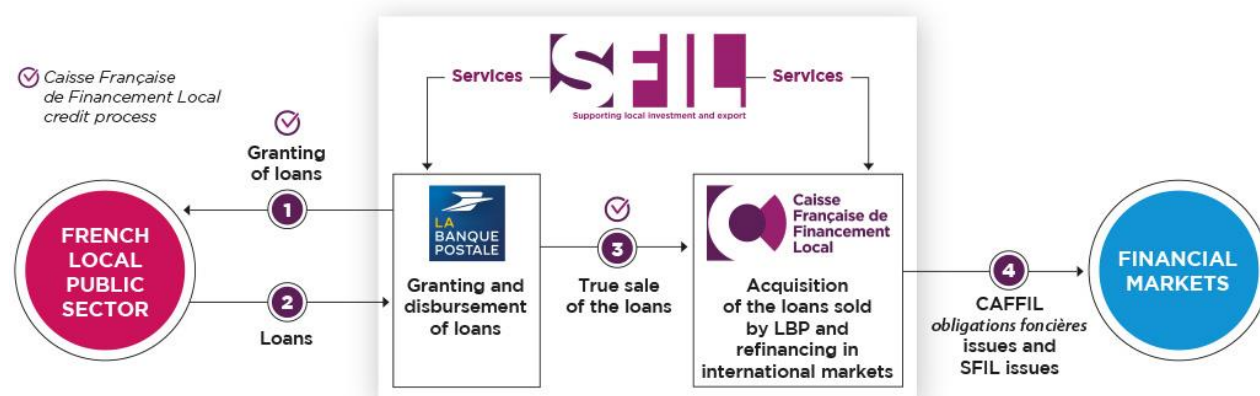 SFIL
Supporting local investment and export
Services
Services
Caisse Française
de Financement Local
credit process
Granting
of loans
1
FRENCH
LOCAL
PUBLIC
SECTOR
2
Loans
LA
BANQUE
POSTALE
Granting and
disbursement
of loans
3
True sale
of the loans
Caisse
Française de
Financement
Local
Acquisition
of the loans sold
by LBP and
refinancing in
international markets
4
CAFFIL
obligations foncières
issues and
SFIL issues
FINANCIAL
MARKETS